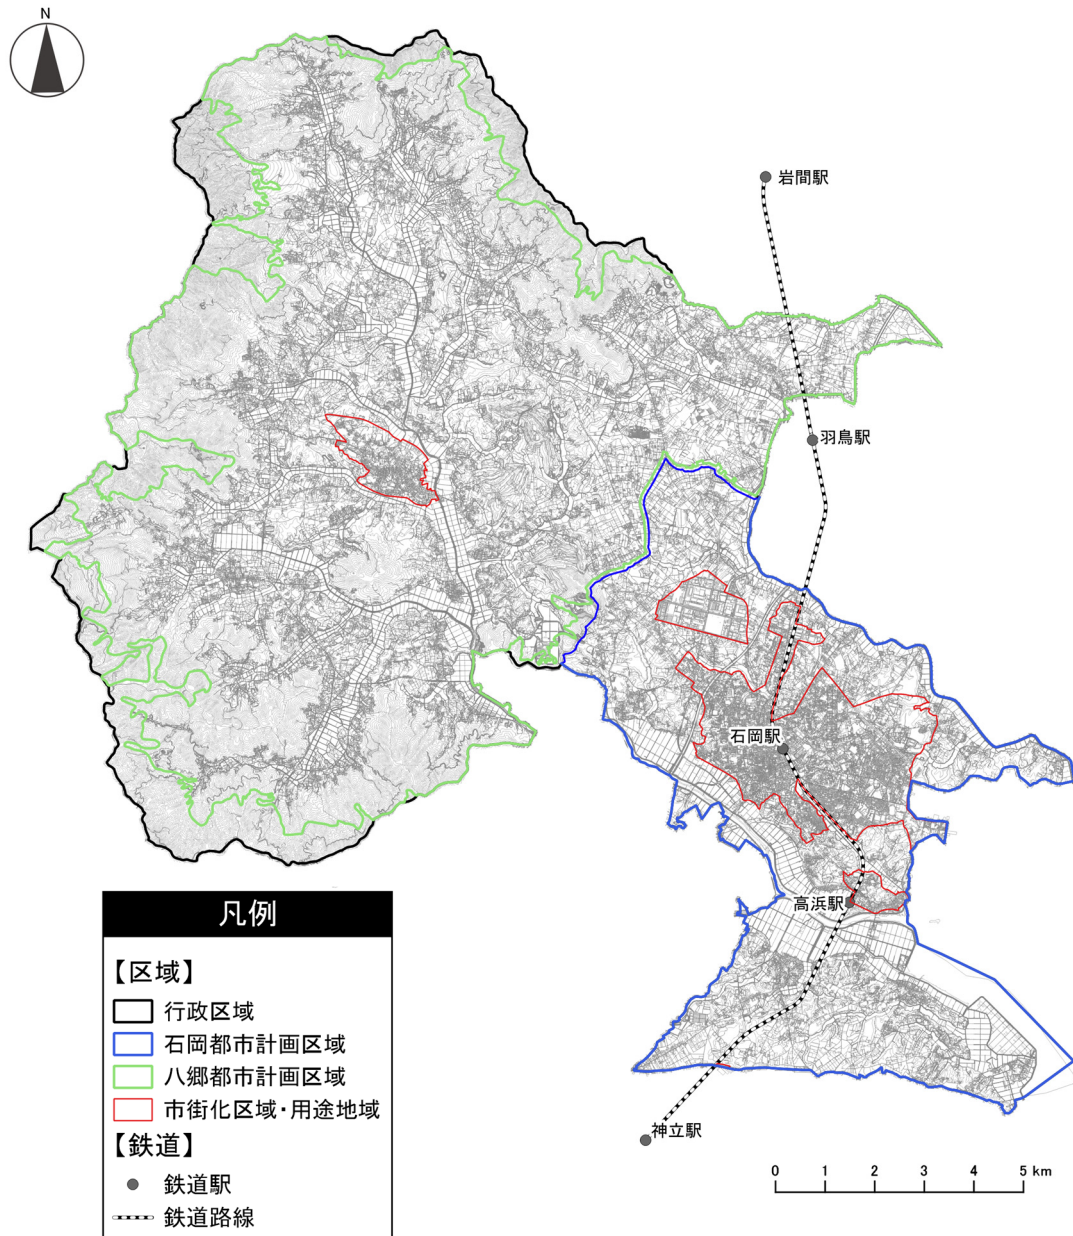 N
岩間駅
羽鳥駅
石岡駅
高浜駅
神立駅
凡例
【区域】
行政区域
石岡都市計画区域
八郷都市計画区域
市街化区域・用途地域
【鉄道】
鉄道駅
鉄道路線
0 1 2 3 4 5 km